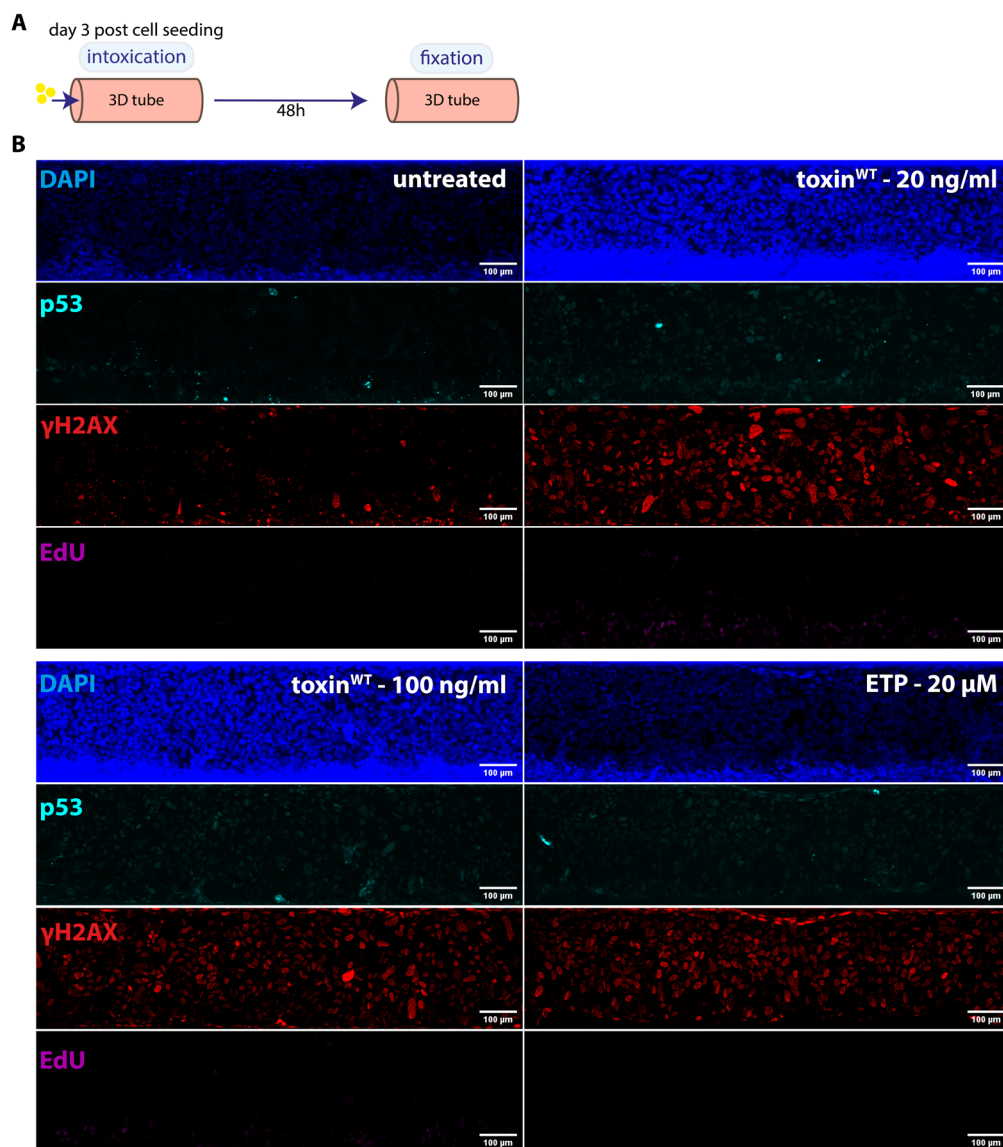 A
day 3 post cell seeding
intoxication
fixation
3D tube
48h
3D tube
B
DAPI
untreated
toxinWT - 20 ng/ml
100 µm
100 µm
p53
100 µm
100 µm
γH2AX
100 µm
100 µm
EdU
100 µm
100 µm
DAPI
toxinWT - 100 ng/ml
ETP - 20 µM
100 µm
100 µm
p53
100 µm
100 µm
γH2AX
100 µm
100 µm
EdU
100 µm
100 µm